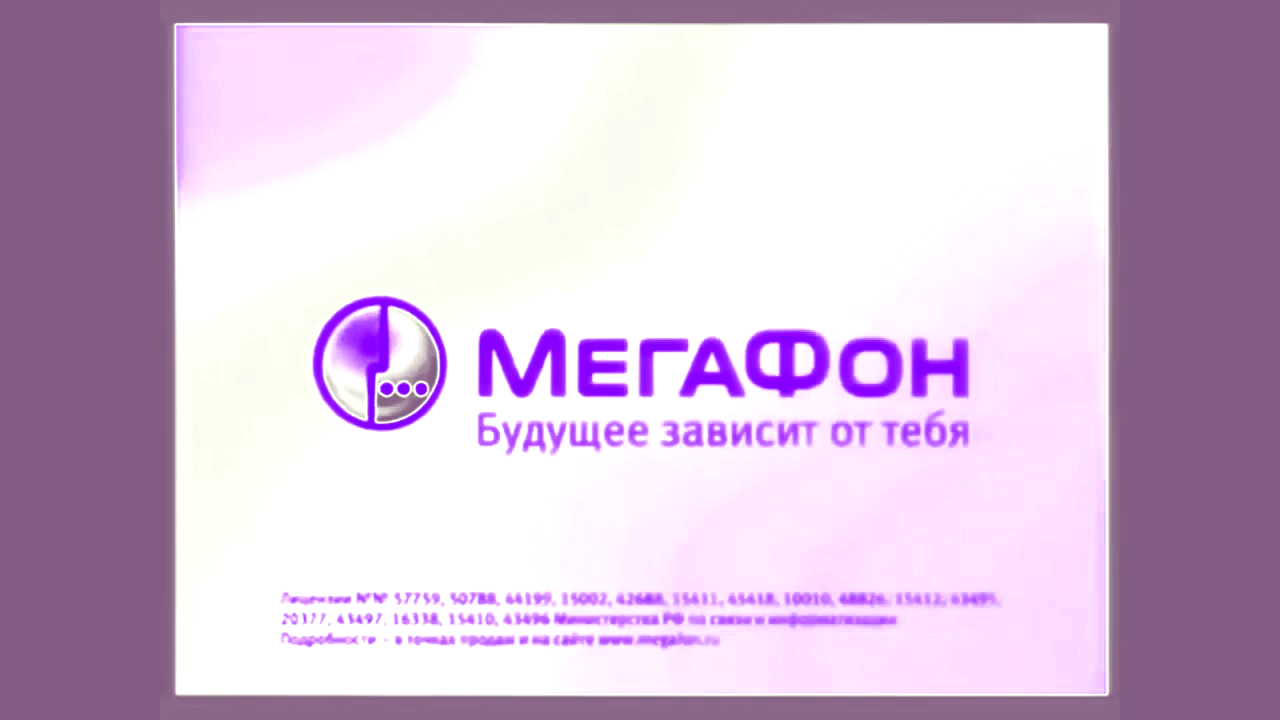 МЕГАФОН
Будущее зависит от тебя
Лицензии №№ 57759, 50788, 44199, 15002, 42688, 15411, 45418, 10010, 48826, 15412, 43495,
20377, 43497, 16338, 15410, 43496 Министерства РФ по связи и информатизации
Подробности – в точках продаж и на сайте www.megafon.ru